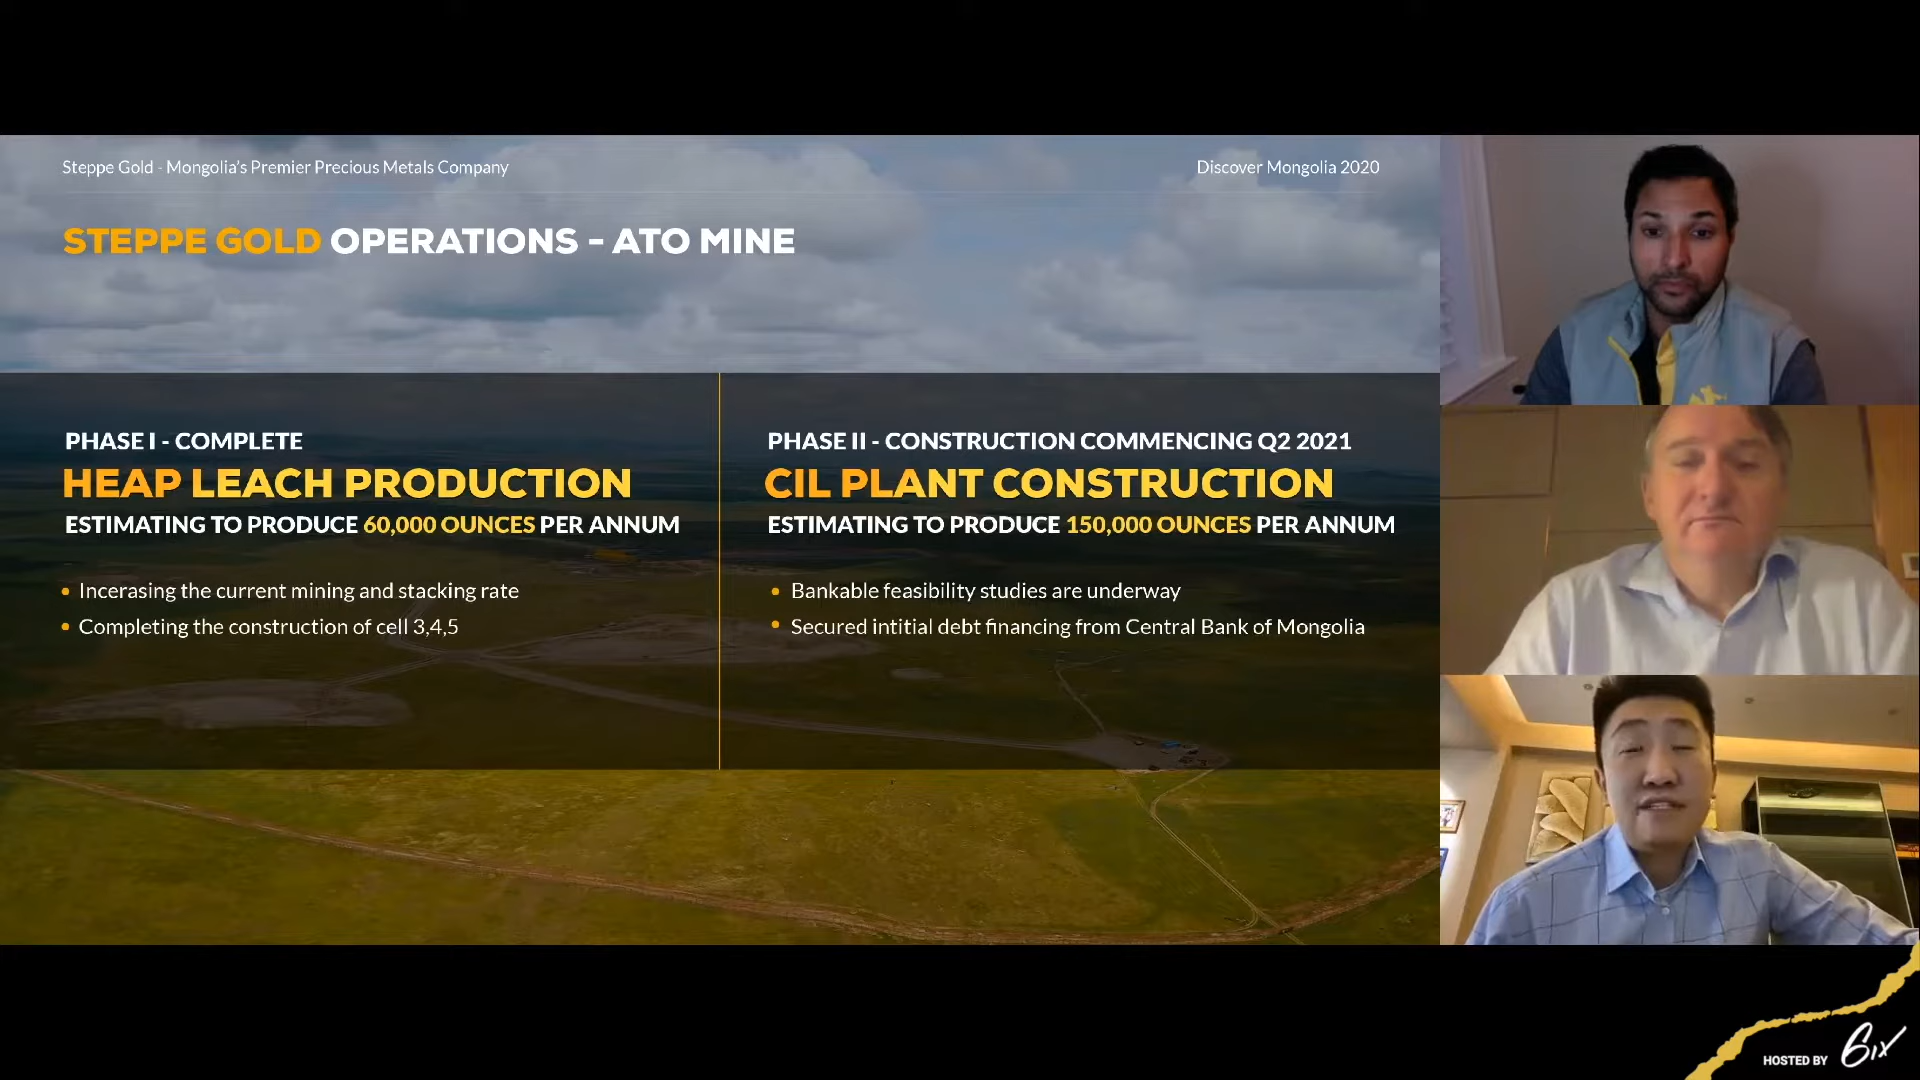 Steppe Gold - Mongolia's Premier Precious Metals Company
Discover Mongolia 2020
STEPPE GOLD OPERATIONS - ATO MINE
PHASE I - COMPLETE
HEAP LEACH PRODUCTION
ESTIMATING TO PRODUCE 60,000 OUNCES PER ANNUM
• Incerasing the current mining and stacking rate
• Completing the construction of cell 3,4,5
PHASE II - CONSTRUCTION COMMENCING Q2 2021
CIL PLANT CONSTRUCTION
ESTIMATING TO PRODUCE 150,000 OUNCES PER ANNUM
• Bankable feasibility studies are underway
• Secured intitial debt financing from Central Bank of Mongolia
HOSTED BY 6ix